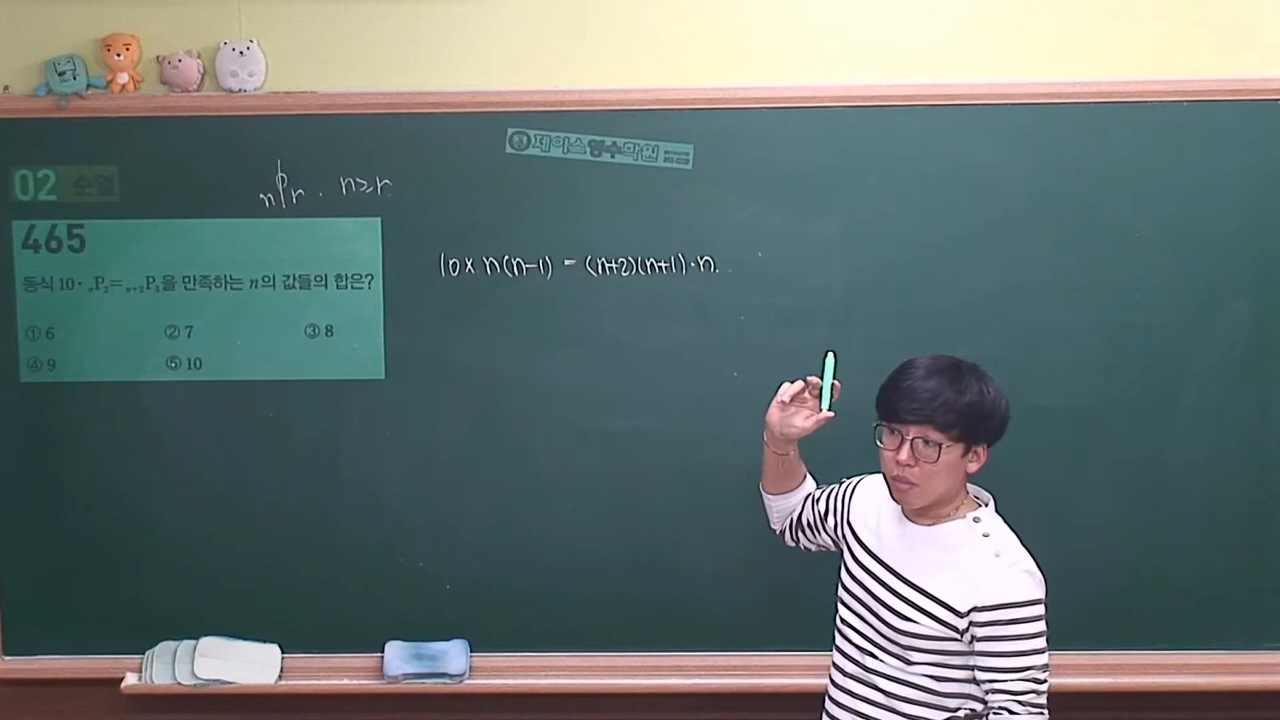 제이스영수학원
02 순열
nPr . n≥r.
465
등식 10·ₙP₂=ₙ₊₂P₃을 만족하는 n의 값들의 합은?
① 6 ② 7 ③ 8
④ 9 ⑤ 10
10× n(n-1) = (n+2)(n+1)·n.